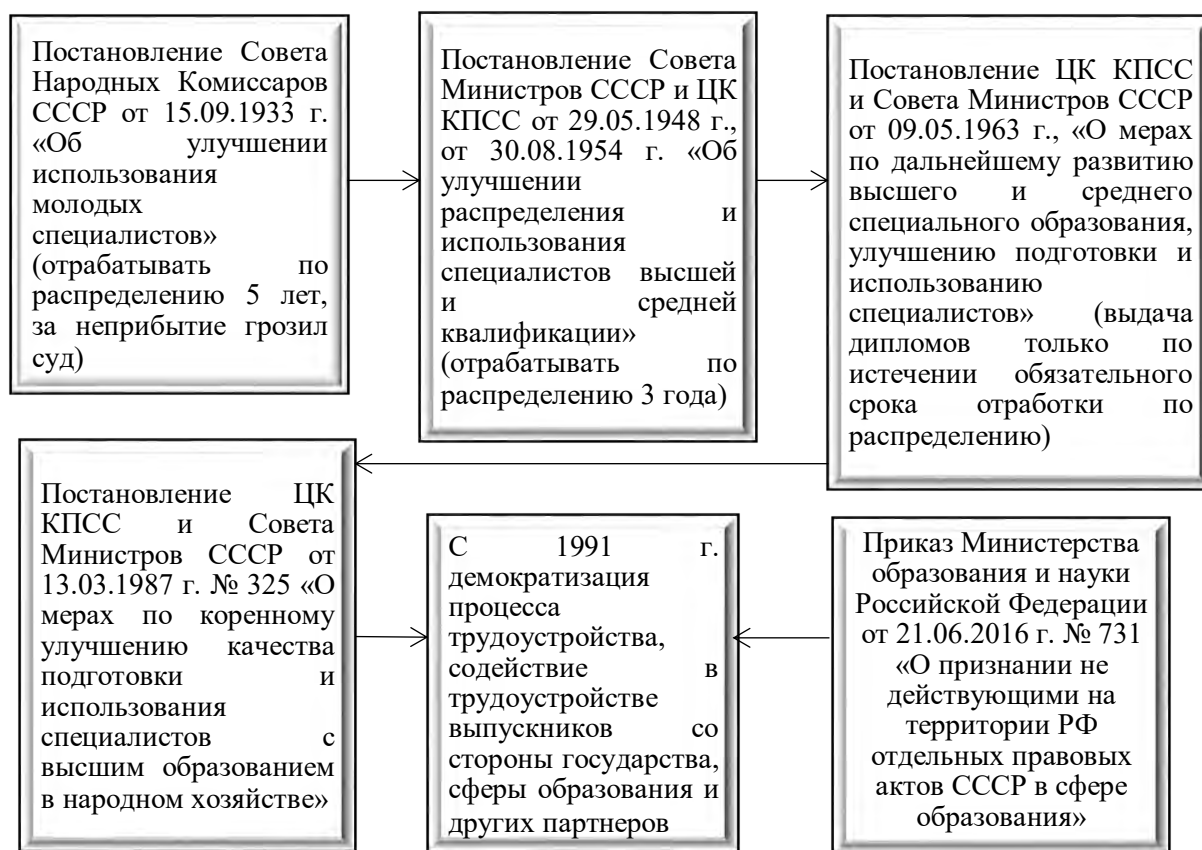 Постановление Совета
Народных Комиссаров
СССР от 15.09.1933 г.
«Об улучшении
использования
молодых
специалистов»
(отрабатывать по
распределению 5 лет,
за неприбытие грозил
суд)
Постановление Совета
Министров СССР и ЦК
КПСС от 29.05.1948 г.,
от 30.08.1954 г. «Об
улучшении
распределения и
использования
специалистов высшей
и средней
квалификации»
(отрабатывать по
распределению 3 года)
Постановление ЦК КПСС
и Совета Министров СССР
от 09.05.1963 г., «О мерах
по дальнейшему развитию
высшего и среднего
специального образования,
улучшению подготовки и
использованию
специалистов» (выдача
дипломов только по
истечении обязательного
срока отработки по
распределению)
Постановление ЦК
КПСС и Совета
Министров СССР от
13.03.1987 г. № 325 «О
мерах по коренному
улучшению качества
подготовки и
использования
специалистов с
высшим образованием
в народном хозяйстве»
С 1991 г.
демократизация
процесса
трудоустройства,
содействие в
трудоустройстве
выпускников со
стороны государства,
сферы образования и
других партнеров
Приказ Министерства
образования и науки
Российской Федерации
от 21.06.2016 г. № 731
«О признании не
действующими на
территории РФ
отдельных правовых
актов СССР в сфере
образования»